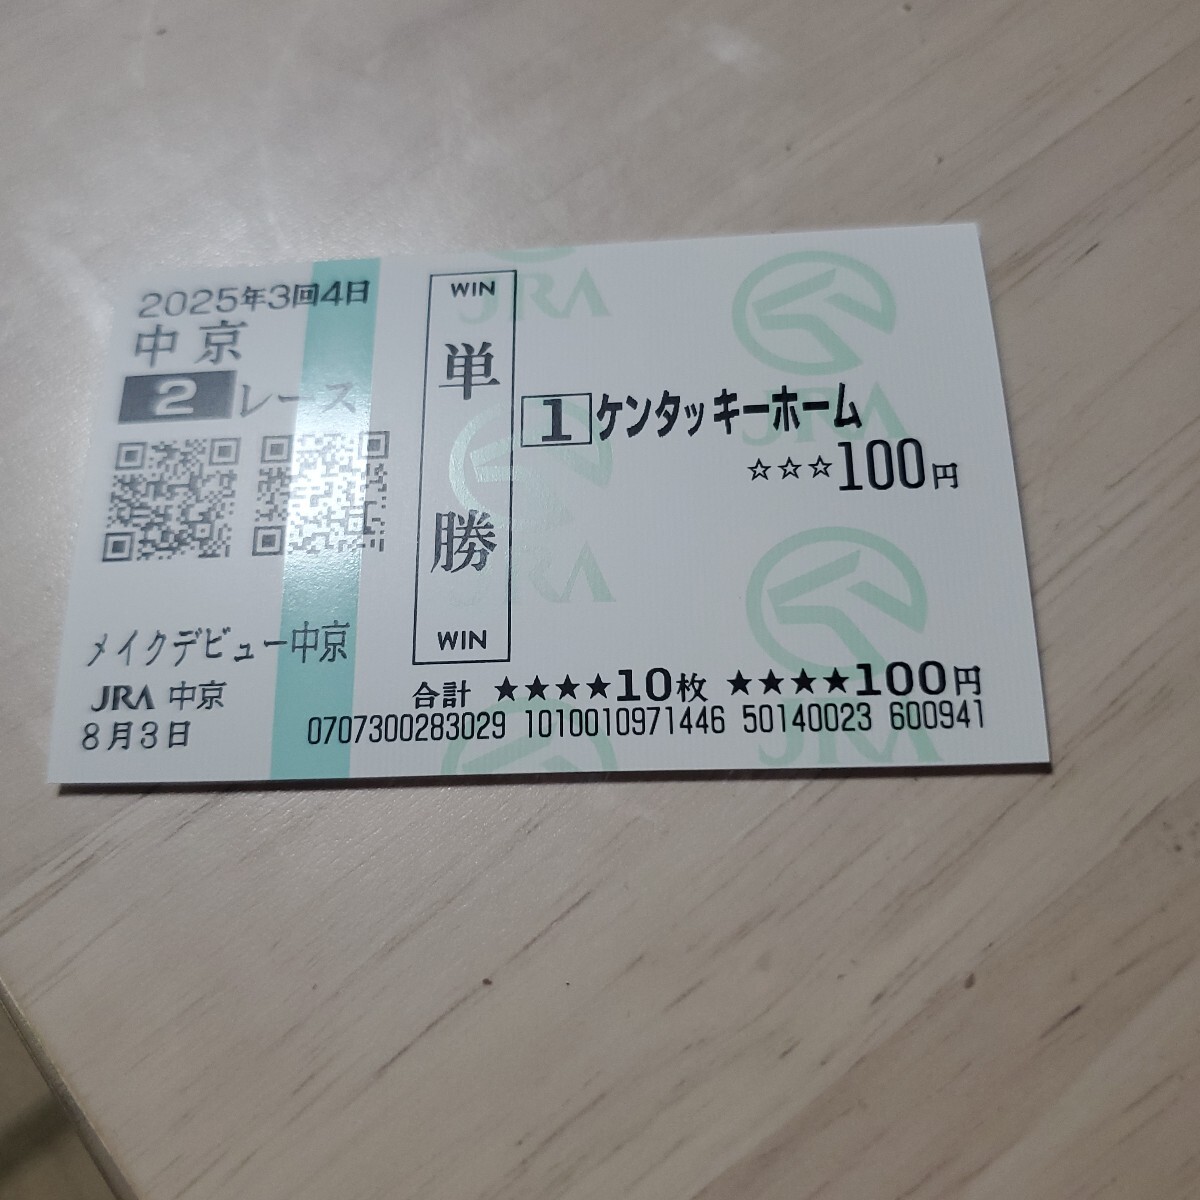 2025年3回4日
中京
2レース
メイクデビュー中京
JRA 中京
8月3日
WIN
単勝
WIN
1 ケンタッキーホーム
☆☆☆100円
合計 ★★★★10枚 ★★★★100円
0707300283029 1010010971446 50140023 600941
JRA
JRA
JRA
JRA